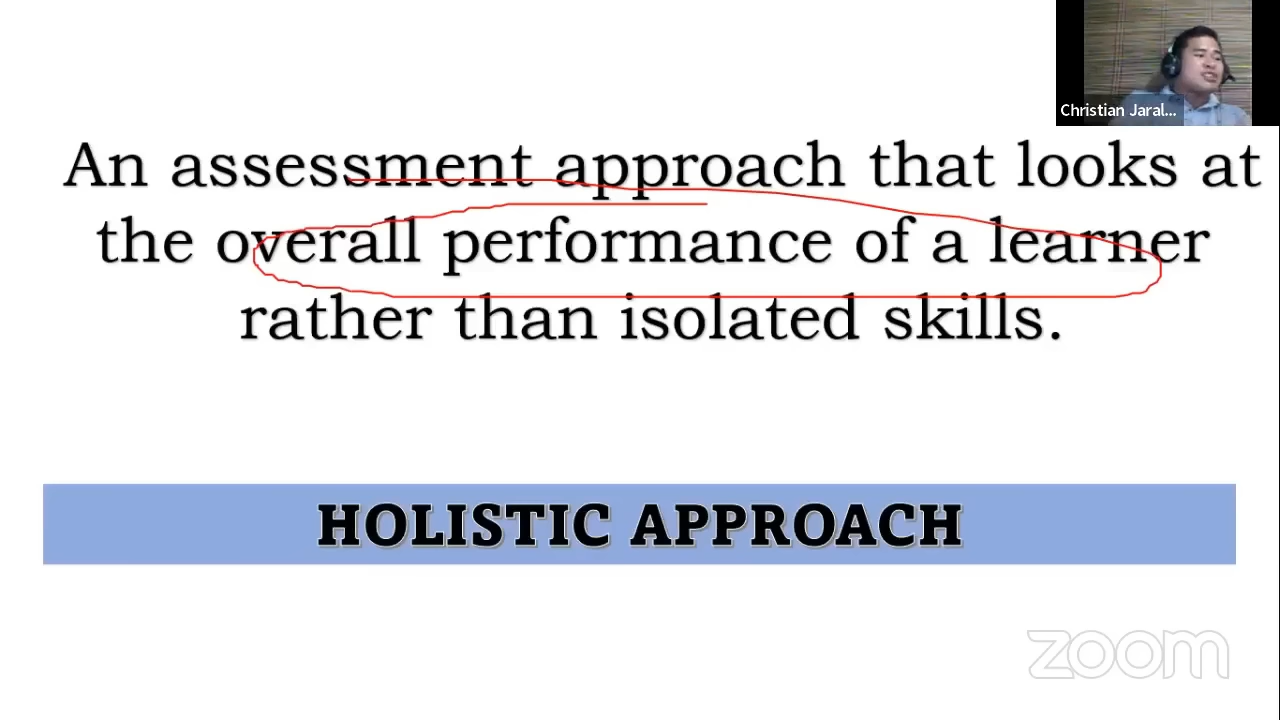 Christian Jaral...
An assessment approach that looks at
the overall performance of a learner
rather than isolated skills.
HOLISTIC APPROACH
zoom